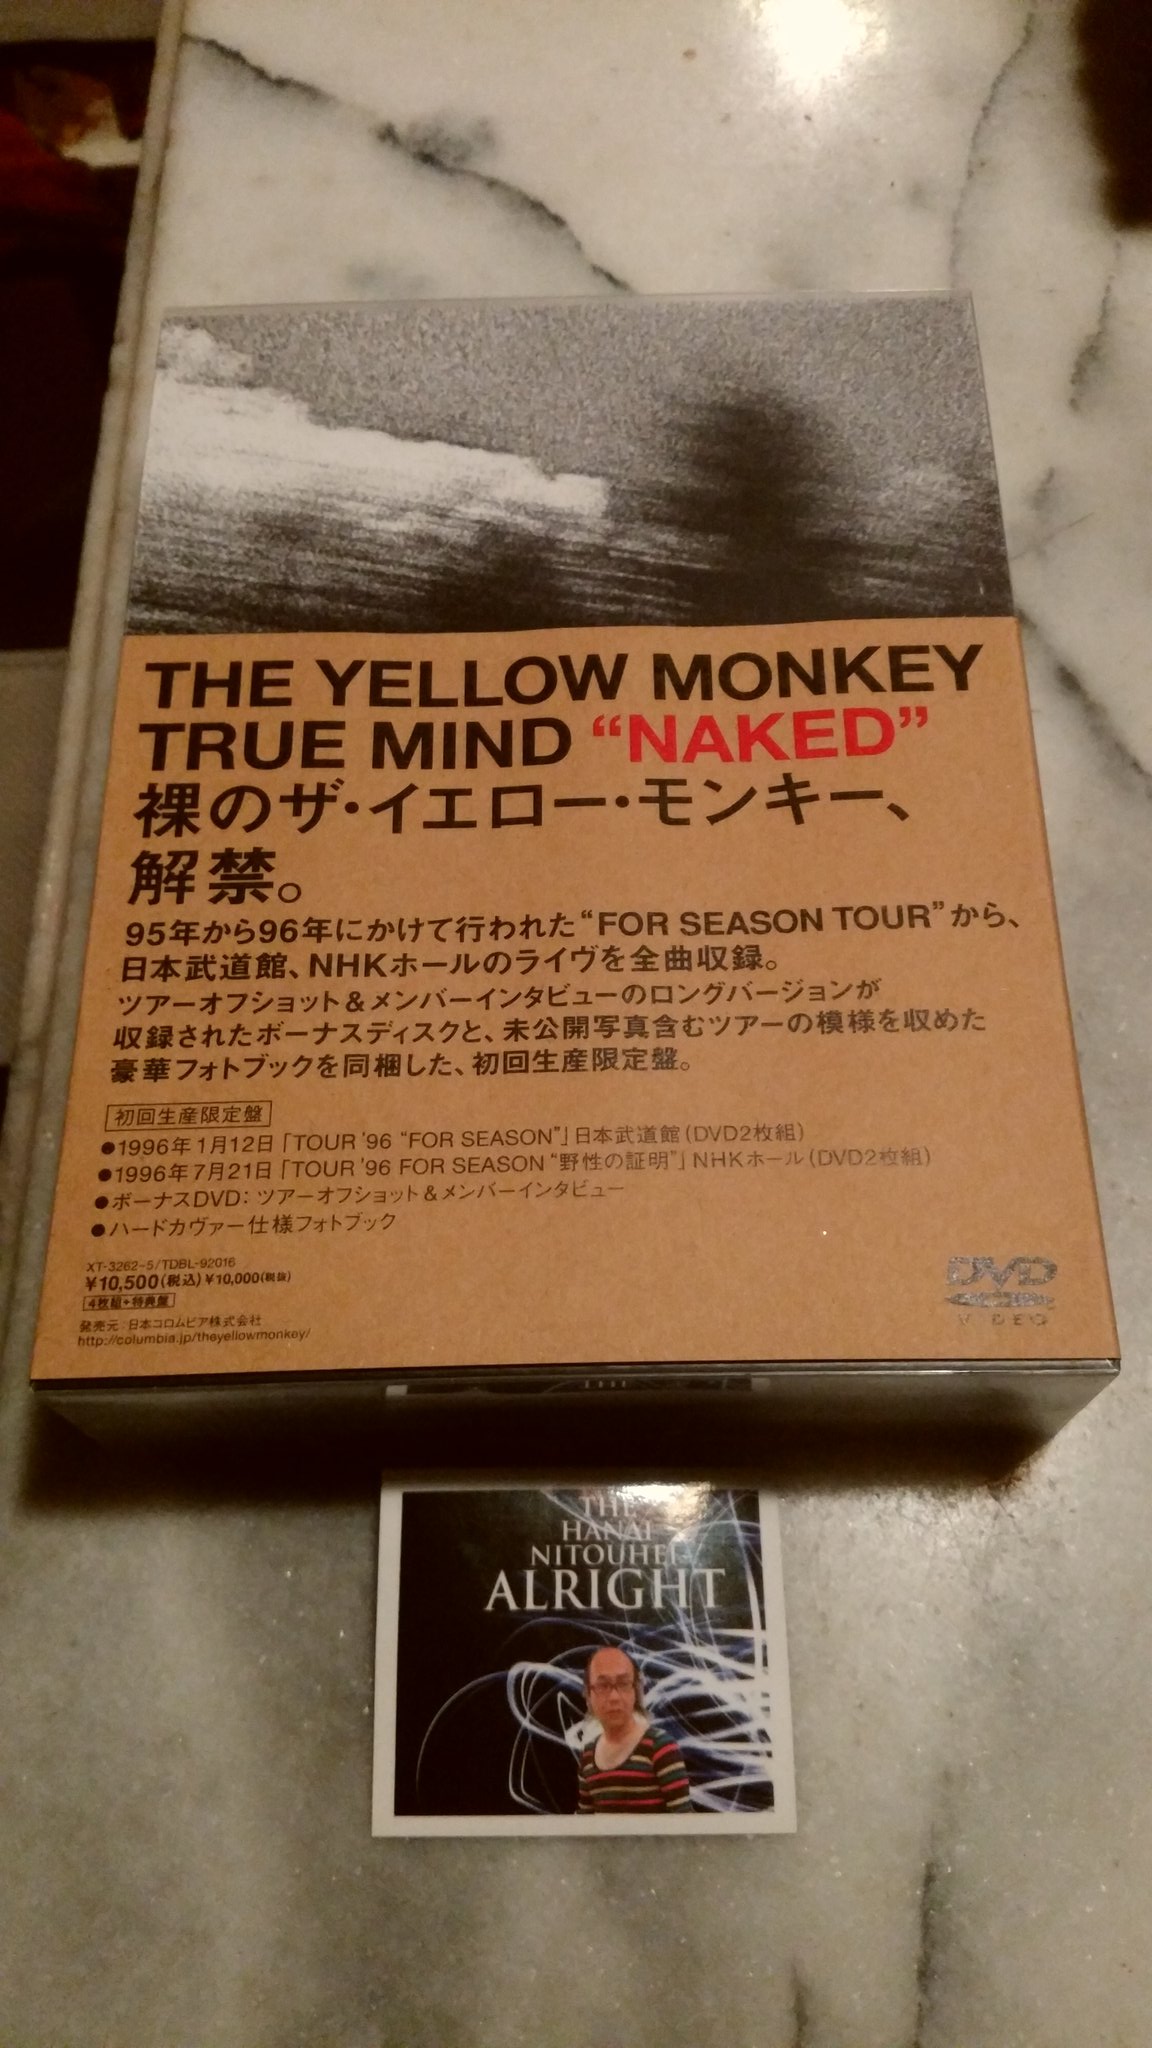 THE YELLOW MONKEY
TRUE MIND “NAKED”
裸のザ・イエロー・モンキー、
解禁。
95年から96年にかけて行われた“FOR SEASON TOUR”から、
日本武道館、NHKホールのライヴを全曲収録。
ツアーオフショット＆メンバーインタビューのロングバージョンが
収録されたボーナスディスクと、未公開写真含むツアーの模様を収めた
豪華フォトブックを同梱した、初回生産限定盤。
初回生産限定盤
●1996年1月12日「TOUR '96 “FOR SEASON”」日本武道館(DVD2枚組)
●1996年7月21日「TOUR '96 FOR SEASON “野性の証明”」NHKホール(DVD2枚組)
●ボーナスDVD：ツアーオフショット＆メンバーインタビュー
●ハードカヴァー仕様フォトブック
XT-3262-5/TDBL-92016
¥10,500(税込)¥10,000(税抜)
4枚組+特典盤
発売元：日本コロムビア株式会社
http://columbia.jp/theyellowmonkey/
DVD
VIDEO
THE
HANAI
NITOUHEI
ALRIGHT